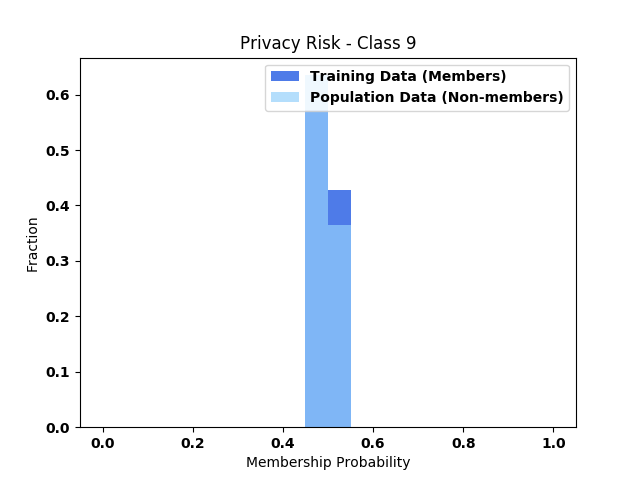 Privacy Risk - Class 9
Training Data (Members)
Population Data (Non-members)
0.6
0.5
0.4
0.3
0.2
0.1
0.0
Fraction
0.0 0.2 0.4 0.6 0.8 1.0
Membership Probability